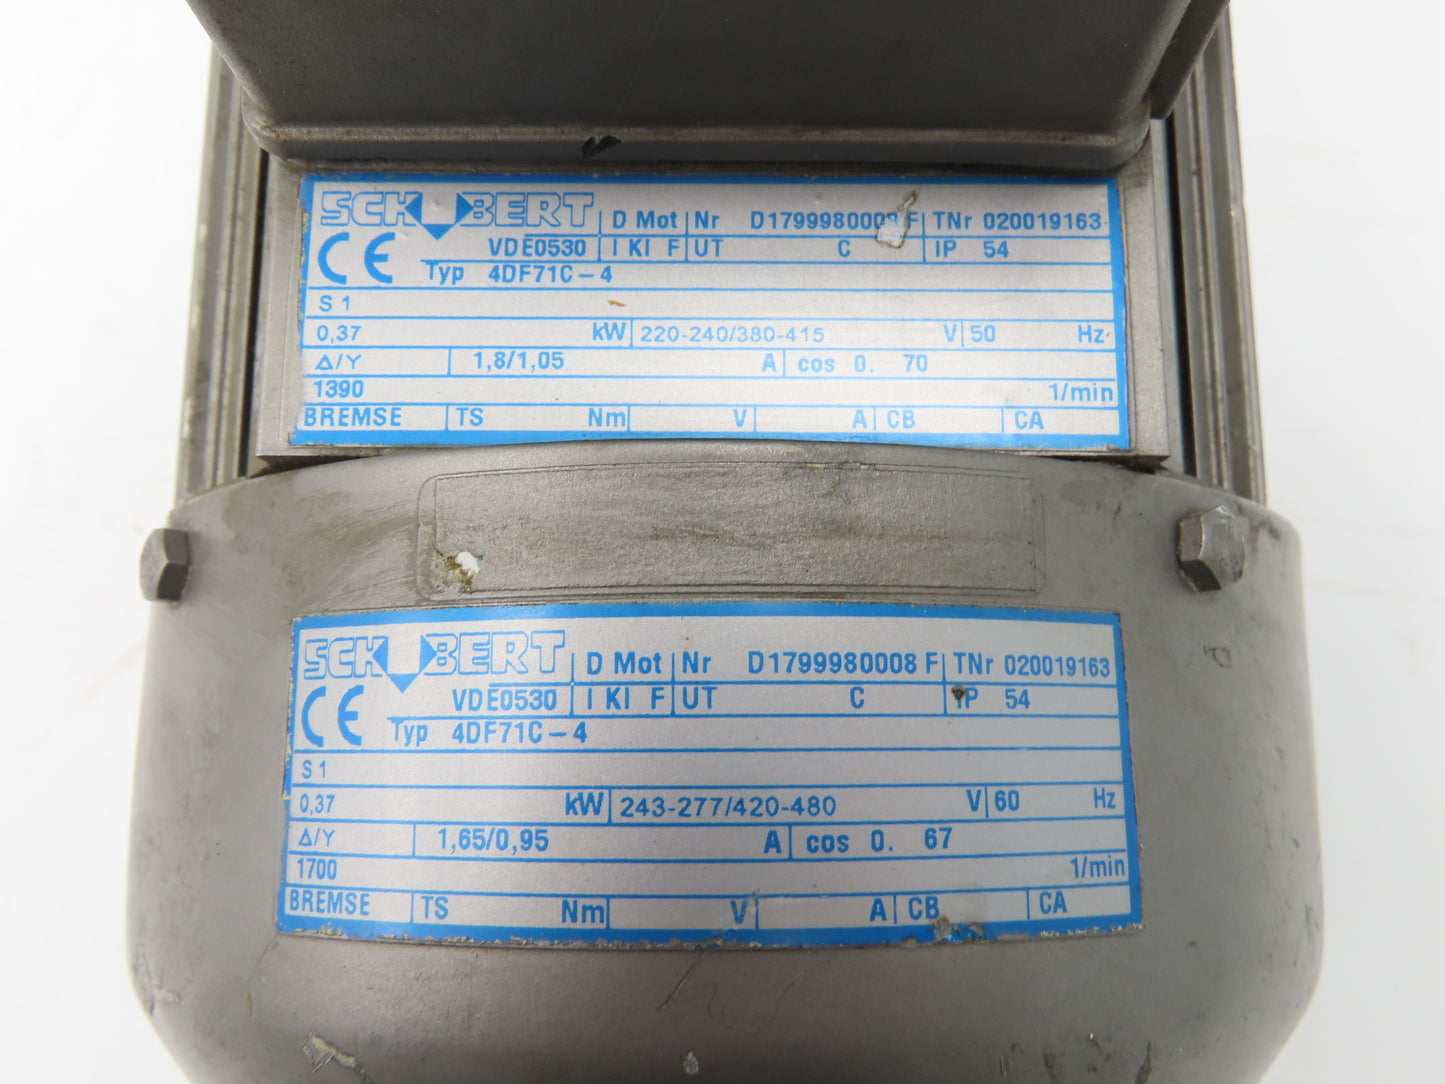 SCHUBERT D Mot Nr D1799980008 F TNr 020019163
CE VDE0530 I Kl F UT C IP 54
Typ 4DF71C-4
S 1
0,37 kW 220-240/380-415 V 50 Hz
Δ/Y 1,8/1,05 A cos 0. 70
1390 1/min
BREMSE TS Nm V A CB CA
SCHUBERT D Mot Nr D1799980008 F TNr 020019163
CE VDE0530 I Kl F UT C IP 54
Typ 4DF71C-4
S 1
0,37 kW 243-277/420-480 V 60 Hz
Δ/Y 1,65/0,95 A cos 0. 67
1700 1/min
BREMSE TS Nm V A CB CA